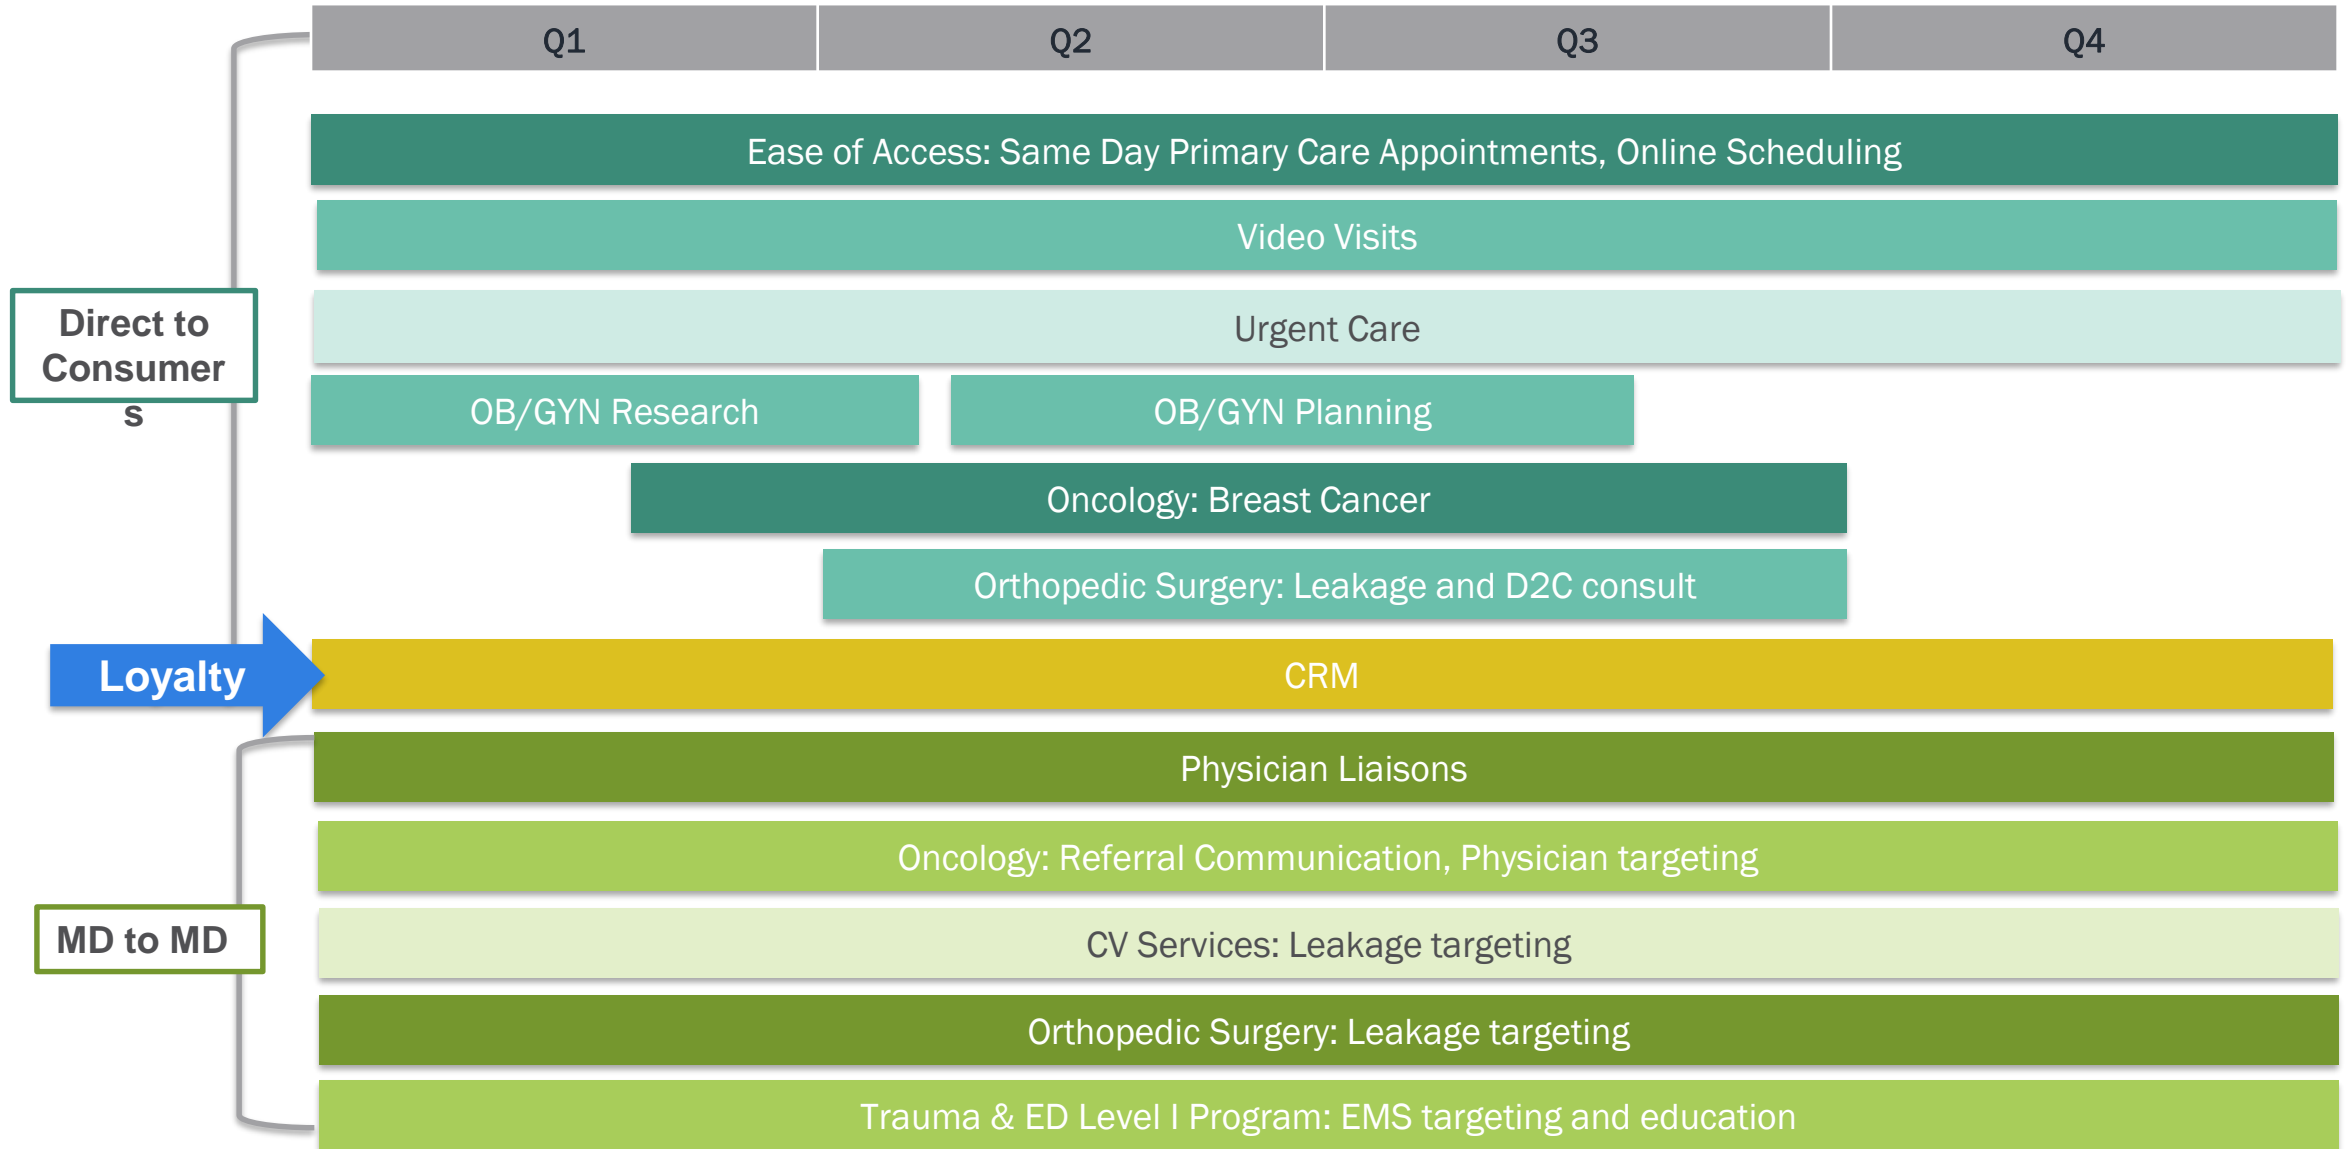 Q1
Q2
Q3
Q4
Ease of Access: Same Day Primary Care Appointments, Online Scheduling
Video Visits
Direct to
Consumer
s
Urgent Care
OB/GYN Research
OB/GYN Planning
Oncology: Breast Cancer
Orthopedic Surgery: Leakage and D2C consult
Loyalty
CRM
Physician Liaisons
Oncology: Referral Communication, Physician targeting
MD to MD
CV Services: Leakage targeting
Orthopedic Surgery: Leakage targeting
Trauma & ED Level I Program: EMS targeting and education